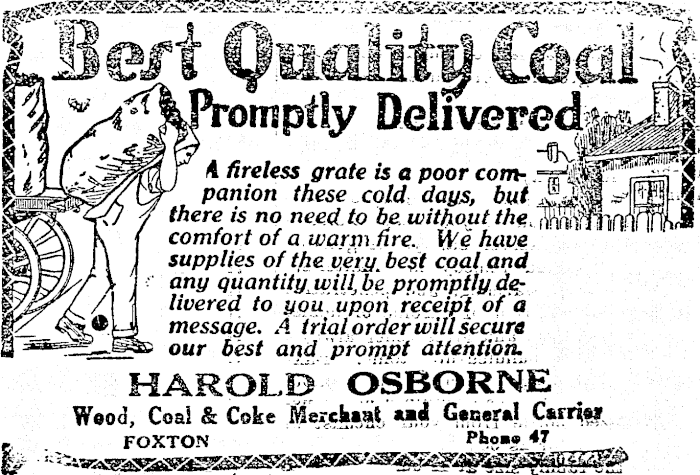 Best Quality Coal
Promptly Delivered
A fireless grate is a poor com-
panion these cold days, but
there is no need to be without the
comfort of a warm fire. We have
supplies of the very best coal and
any quantity will be promptly de-
livered to you upon receipt of a
message. A trial order will secure
our best and prompt attention.
HAROLD OSBORNE
Wood, Coal & Coke Merchant and General Carrier
FOXTON Phone 47